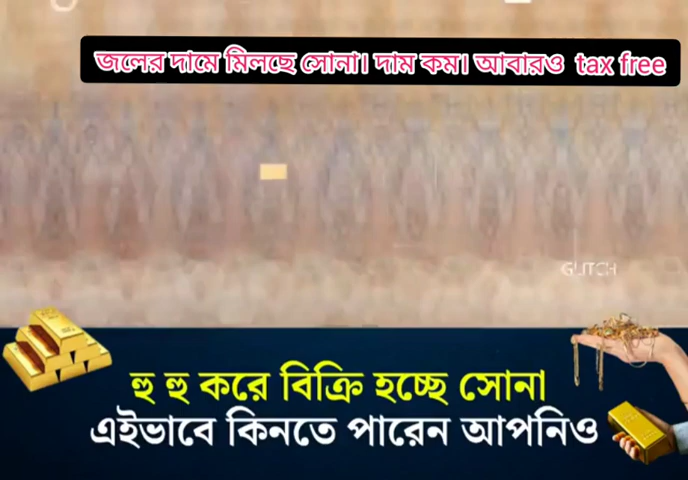 জলের দামে মিলছে সোনা। দাম কম। আবারও tax free
GLITCH
হু হু করে বিক্রি হচ্ছে সোনা
এইভাবে কিনতে পারেন আপনিও